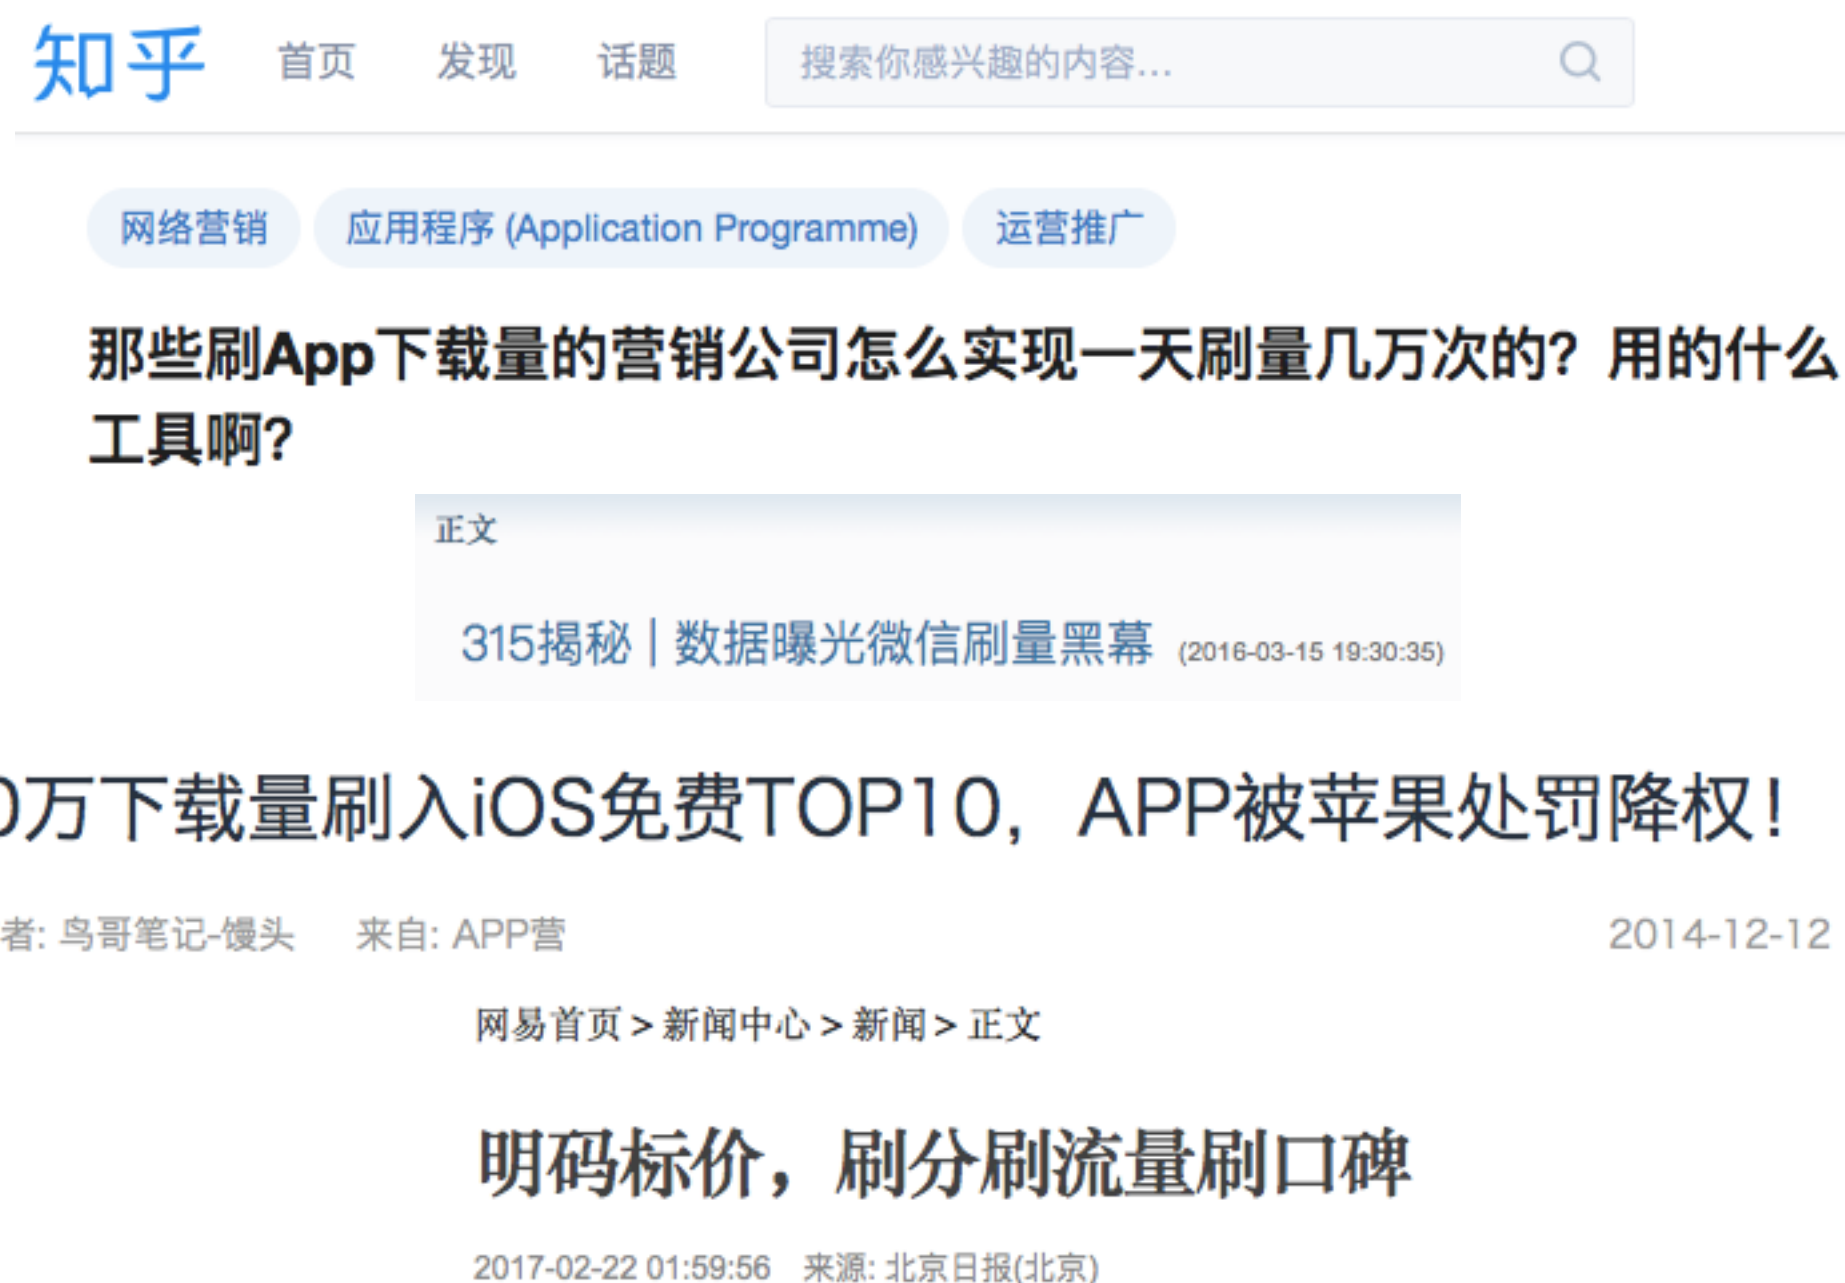 知乎 首页 发现 话题 搜索你感兴趣的内容...
网络营销 应用程序 (Application Programme) 运营推广
那些刷App下载量的营销公司怎么实现一天刷量几万次的？用的什么
工具啊？
正文
315揭秘｜数据曝光微信刷量黑幕 (2016-03-15 19:30:35)
0万下载量刷入iOS免费TOP10，APP被苹果处罚降权！
者: 鸟哥笔记-馒头 来自: APP营 2014-12-12
网易首页 > 新闻中心 > 新闻 > 正文
明码标价，刷分刷流量刷口碑
2017-02-22 01:59:56 来源: 北京日报(北京)